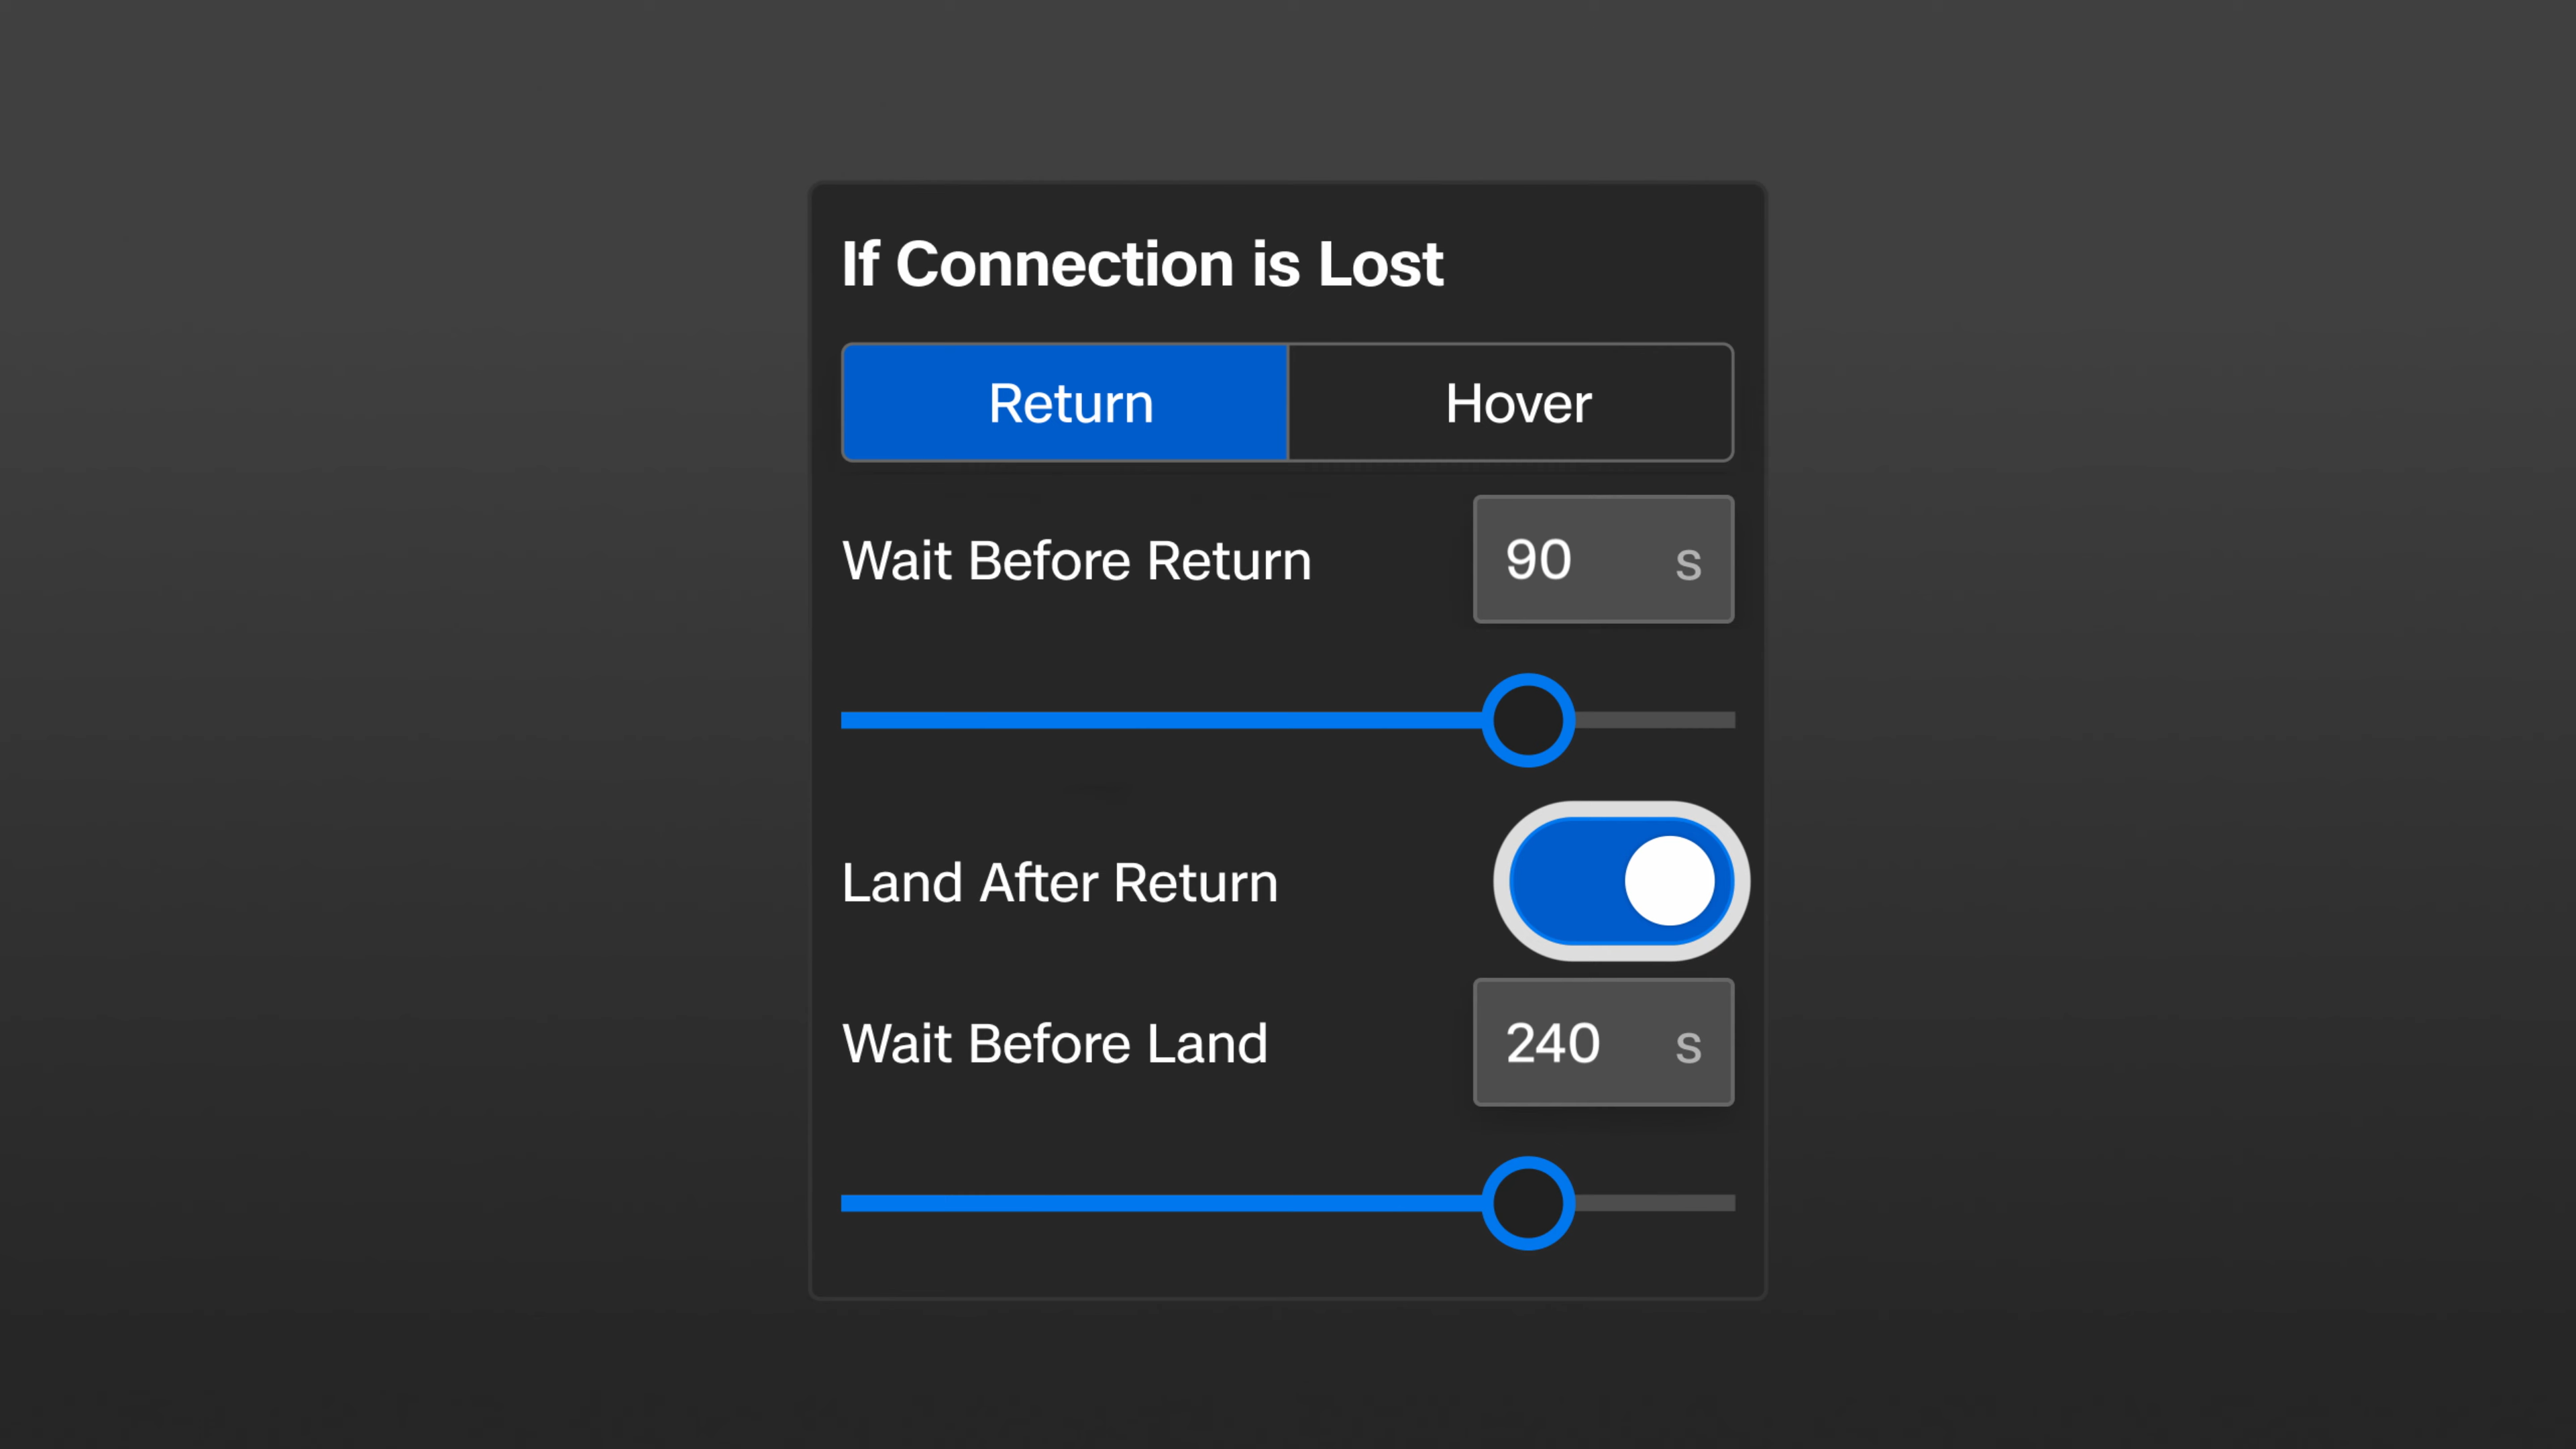 If Connection is Lost
Return Hover
Wait Before Return 90 s
Land After Return
Wait Before Land 240 s